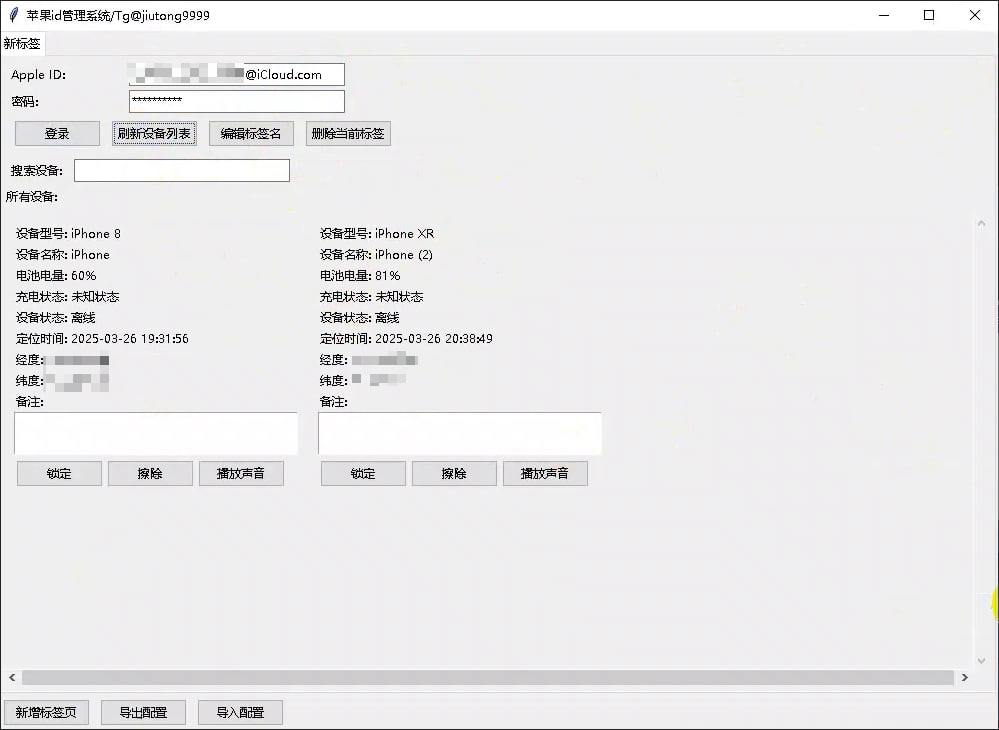 苹果id管理系统/Tg@jiutong9999
新标签
Apple ID: @iCloud.com
密码: **********
登录 刷新设备列表 编辑标签名 删除当前标签
搜索设备:
所有设备:
设备型号: iPhone 8 设备型号: iPhone XR
设备名称: iPhone 设备名称: iPhone (2)
电池电量: 60% 电池电量: 81%
充电状态: 未知状态 充电状态: 未知状态
设备状态: 离线 设备状态: 离线
定位时间: 2025-03-26 19:31:56 定位时间: 2025-03-26 20:38:49
经度: 经度:
纬度: 纬度:
备注: 备注:
锁定 擦除 播放声音 锁定 擦除 播放声音
新增标签页 导出配置 导入配置